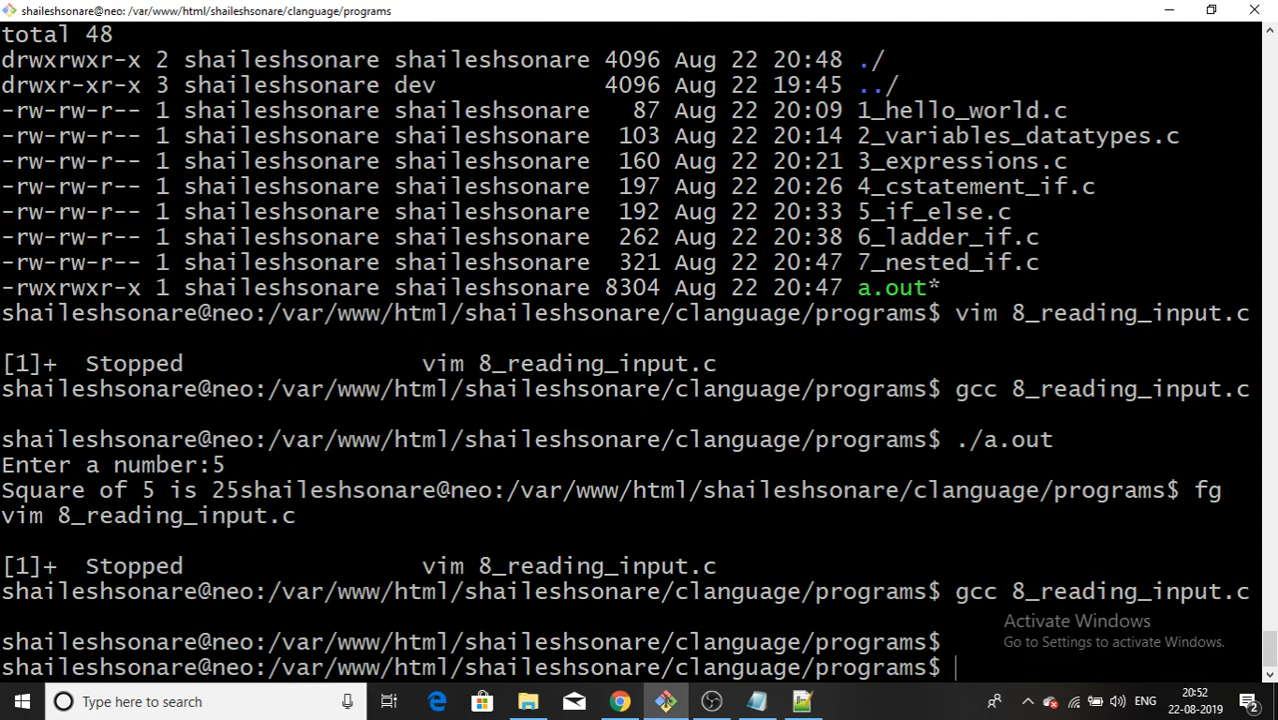 shaileshsonare@neo: /var/www/html/shaileshsonare/clanguage/programs
total 48
drwxrwxr-x 2 shaileshsonare shaileshsonare 4096 Aug 22 20:48 ./
drwxr-xr-x 3 shaileshsonare dev 4096 Aug 22 19:45 ../
-rw-rw-r-- 1 shaileshsonare shaileshsonare 87 Aug 22 20:09 1_hello_world.c
-rw-rw-r-- 1 shaileshsonare shaileshsonare 103 Aug 22 20:14 2_variables_datatypes.c
-rw-rw-r-- 1 shaileshsonare shaileshsonare 160 Aug 22 20:21 3_expressions.c
-rw-rw-r-- 1 shaileshsonare shaileshsonare 197 Aug 22 20:26 4_cstatement_if.c
-rw-rw-r-- 1 shaileshsonare shaileshsonare 192 Aug 22 20:33 5_if_else.c
-rw-rw-r-- 1 shaileshsonare shaileshsonare 262 Aug 22 20:38 6_ladder_if.c
-rw-rw-r-- 1 shaileshsonare shaileshsonare 321 Aug 22 20:47 7_nested_if.c
-rwxrwxr-x 1 shaileshsonare shaileshsonare 8304 Aug 22 20:47 a.out*
shaileshsonare@neo:/var/www/html/shaileshsonare/clanguage/programs$ vim 8_reading_input.c
[1]+ Stopped vim 8_reading_input.c
shaileshsonare@neo:/var/www/html/shaileshsonare/clanguage/programs$ gcc 8_reading_input.c
shaileshsonare@neo:/var/www/html/shaileshsonare/clanguage/programs$ ./a.out
Enter a number:5
Square of 5 is 25shaileshsonare@neo:/var/www/html/shaileshsonare/clanguage/programs$ fg
vim 8_reading_input.c
[1]+ Stopped vim 8_reading_input.c
shaileshsonare@neo:/var/www/html/shaileshsonare/clanguage/programs$ gcc 8_reading_input.c
Activate Windows
Go to Settings to activate Windows.
shaileshsonare@neo:/var/www/html/shaileshsonare/clanguage/programs$
shaileshsonare@neo:/var/www/html/shaileshsonare/clanguage/programs$
Type here to search
ENG
20:52
22-08-2019
2